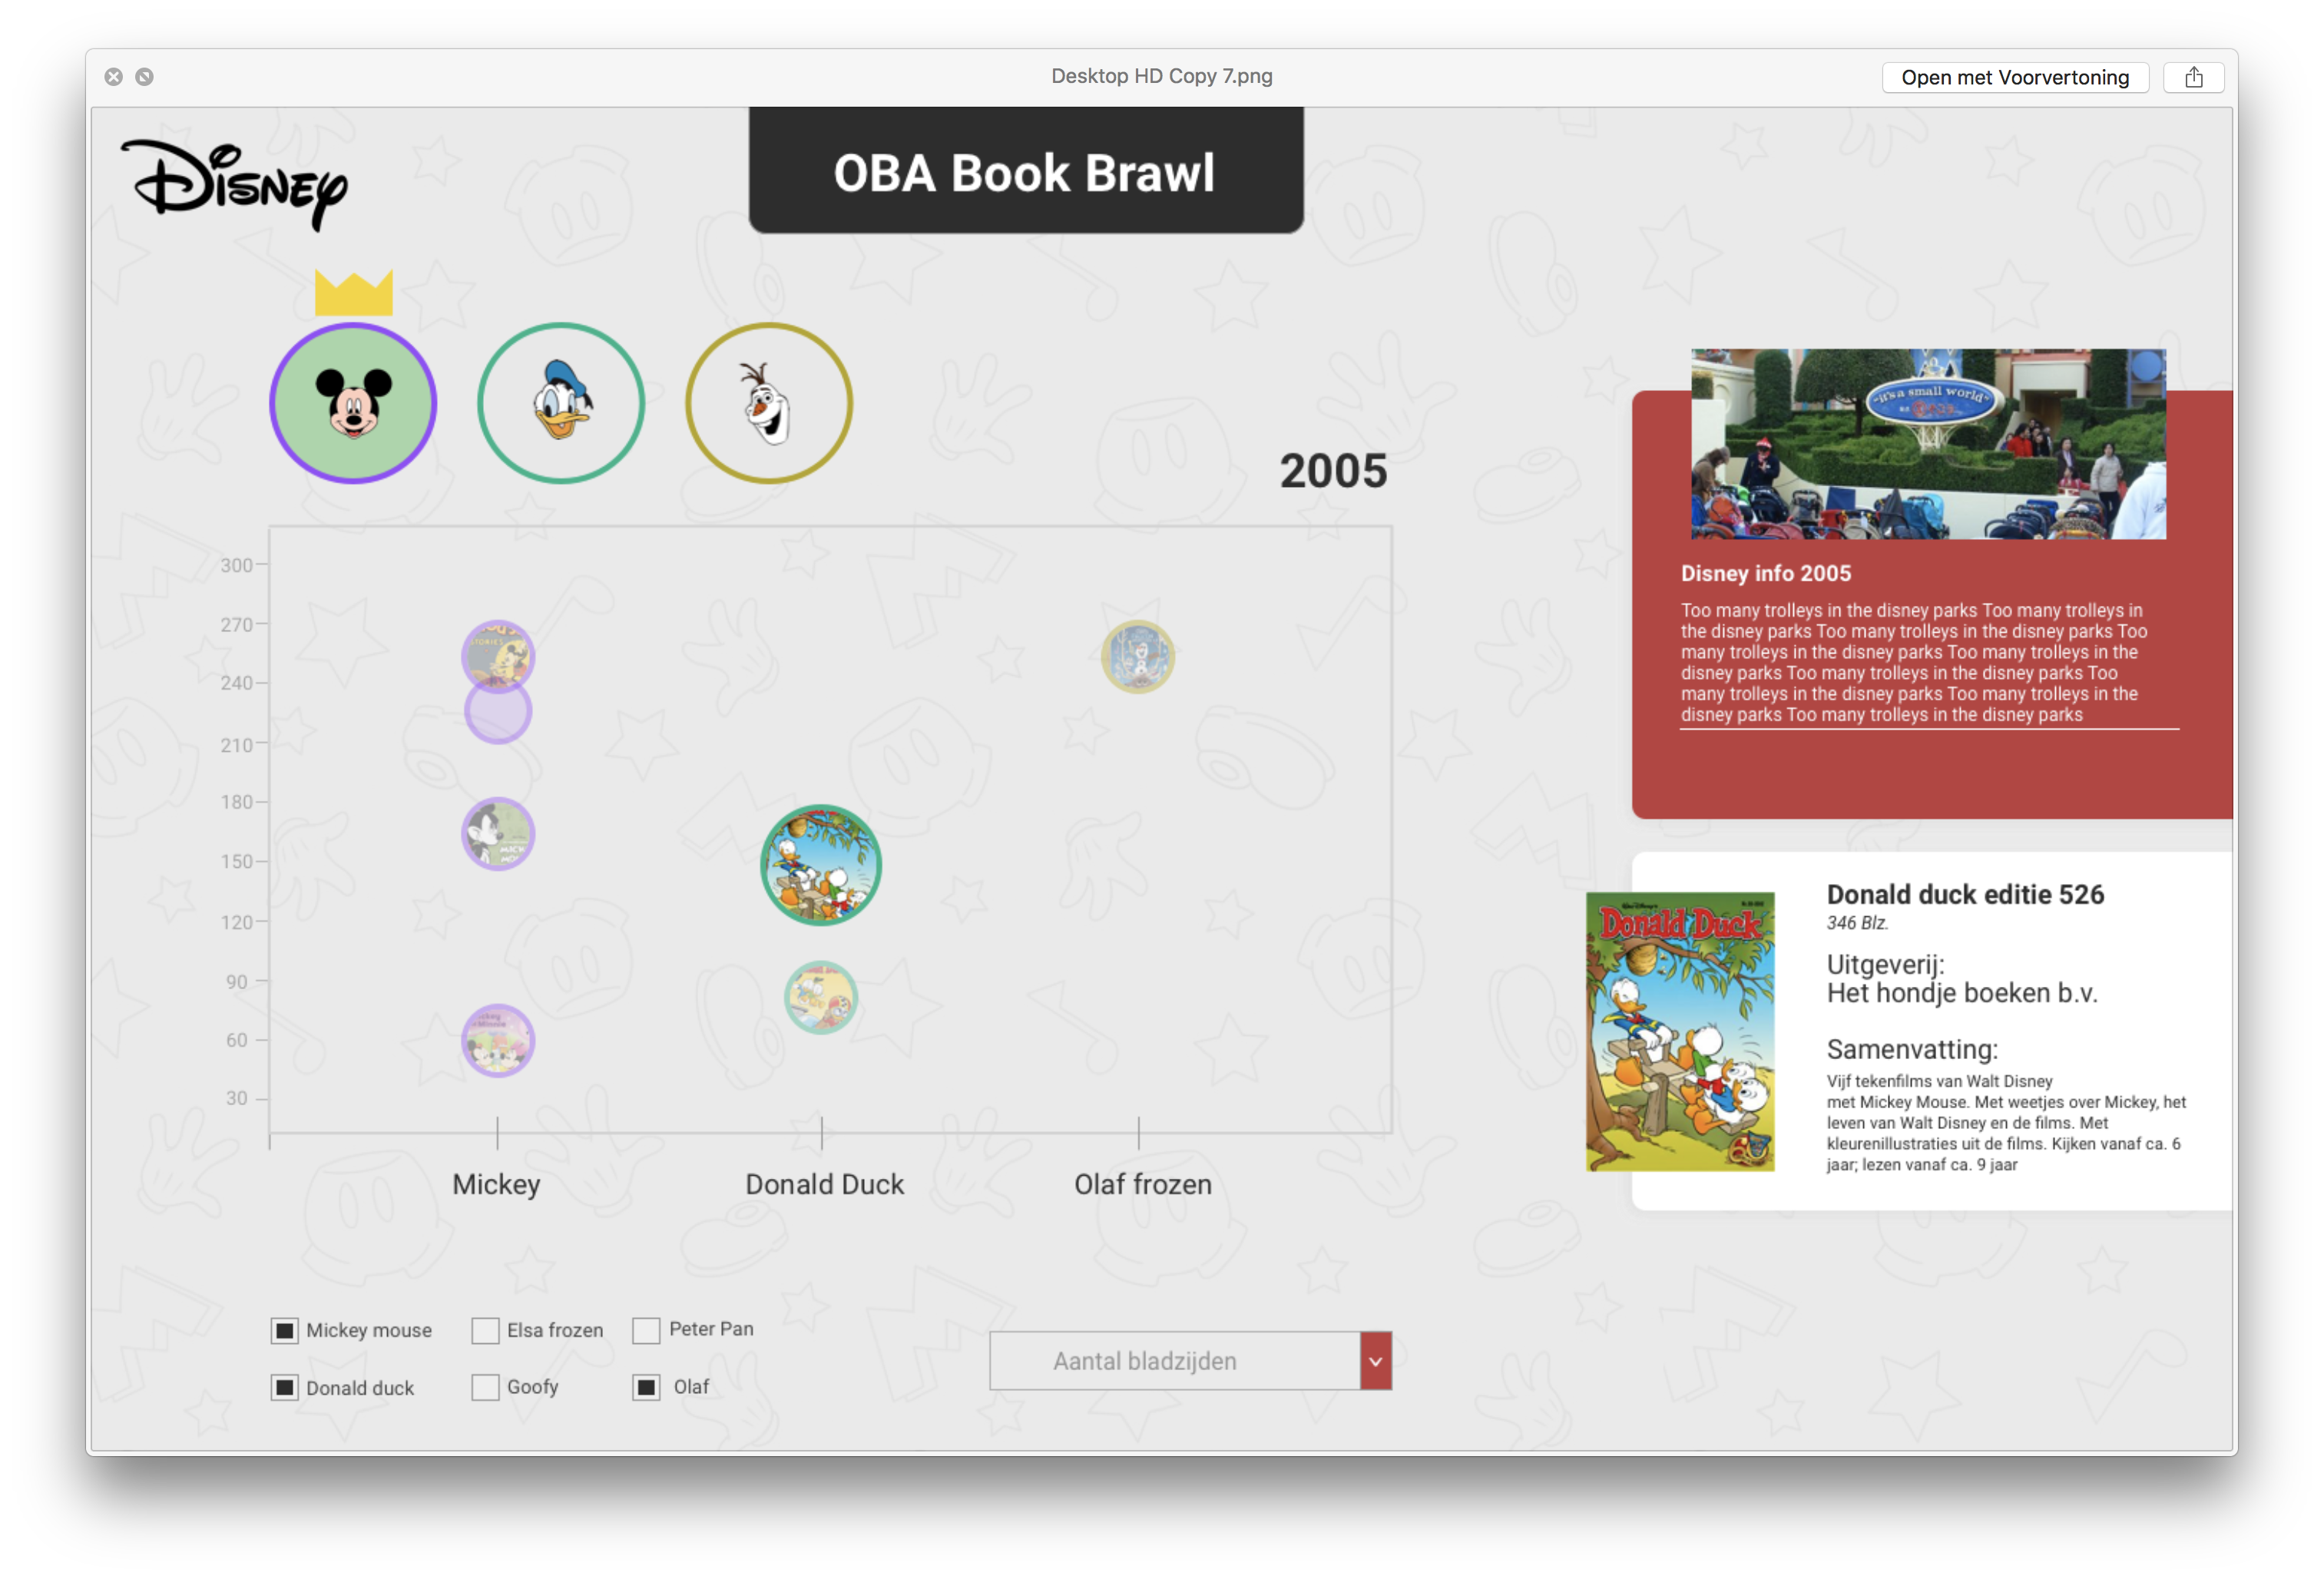 Desktop HD Copy 7.png
Open met Voorvertoning
Disney
OBA Book Brawl
2005
300
270
240
210
180
150
120
90
60
30
Mickey
Donald Duck
Olaf frozen
Mickey mouse
Elsa frozen
Peter Pan
Donald duck
Goofy
Olaf
Aantal bladzijden
"it's a small world"
Disney info 2005
Too many trolleys in the disney parks Too many trolleys in
the disney parks Too many trolleys in the disney parks Too
many trolleys in the disney parks Too many trolleys in the
disney parks Too many trolleys in the disney parks Too
many trolleys in the disney parks Too many trolleys in the
disney parks Too many trolleys in the disney parks
Donald Duck
Donald duck editie 526
346 Blz.
Uitgeverij:
Het hondje boeken b.v.
Samenvatting:
Vijf tekenfilms van Walt Disney
met Mickey Mouse. Met weetjes over Mickey, het
leven van Walt Disney en de films. Met
kleurenillustraties uit de films. Kijken vanaf ca. 6
jaar; lezen vanaf ca. 9 jaar